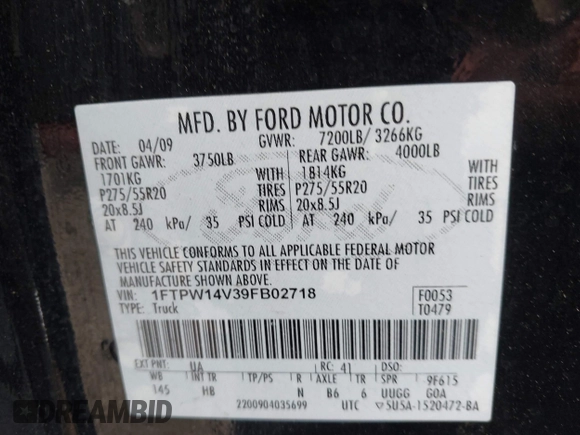 MFD. BY FORD MOTOR CO.
DATE: 04/09 GVWR: 7200LB/ 3266KG
FRONT GAWR: 3750LB REAR GAWR: 4000LB
1701KG WITH 1814KG WITH
P275/55R20 TIRES P275/55R20 TIRES
20x8.5J RIMS 20x8.5J RIMS
AT 240 kPa/ 35 PSI COLD AT 240 kPa/ 35 PSI COLD
THIS VEHICLE CONFORMS TO ALL APPLICABLE FEDERAL MOTOR
VEHICLE SAFETY STANDARDS IN EFFECT ON THE DATE OF
MANUFACTURE SHOWN ABOVE.
VIN: 1FTPW14V39FB02718 F0053
TYPE: Truck T0479
EXT PNT: UA RC: 41 DSO:
WB INT TR TP/PS R AXLE TR SPR 9F615
145 HB N B6 6 UUGG GOA
2200904035699 UTC 5U5A-1520472-BA
Ford
DREAMBID